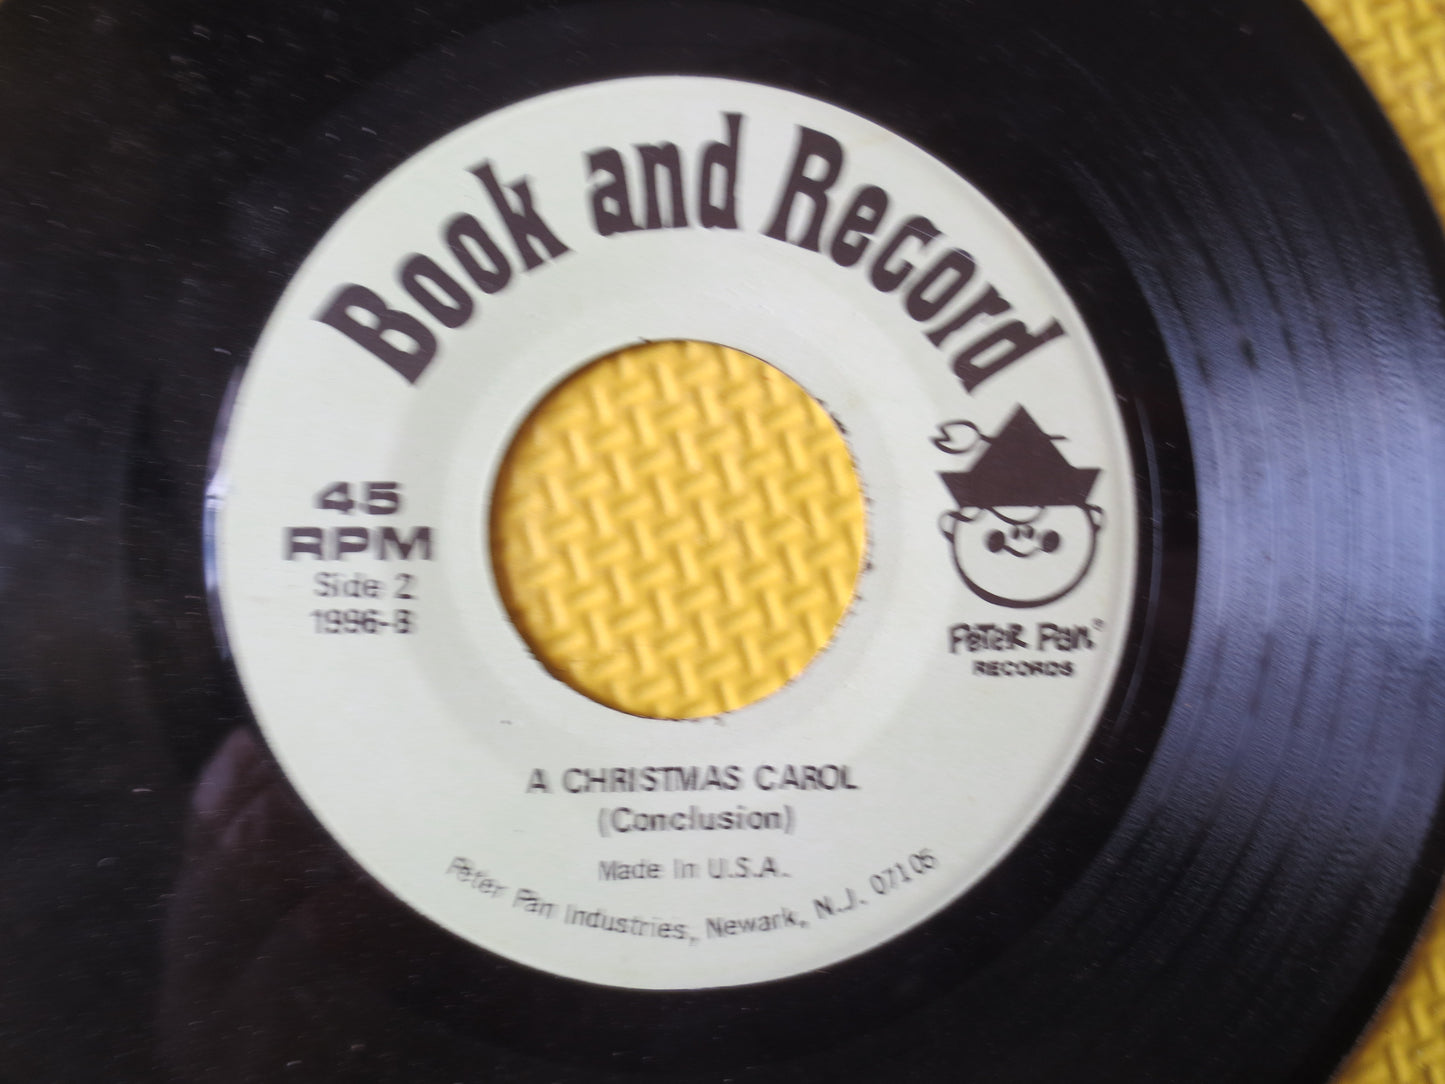 Book and Record
45
RPM
Side 2
1996-B
PETER PAN®
RECORDS
A CHRISTMAS CAROL
(Conclusion)
Made In U.S.A.
Peter Pan Industries, Newark, N.J. 07105